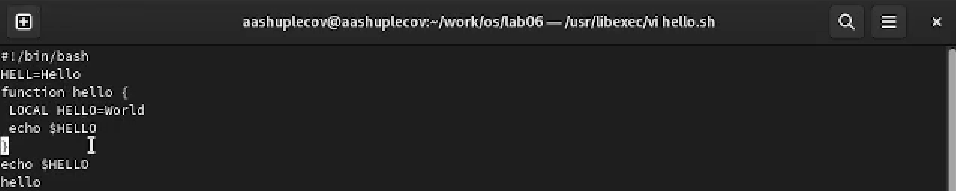 aashuplecov@aashuplecov:~/work/os/lab06 — /usr/libexec/vi hello.sh
#!/bin/bash
HELL=Hello
function hello {
LOCAL HELLO=World
echo $HELLO
}
echo $HELLO
hello